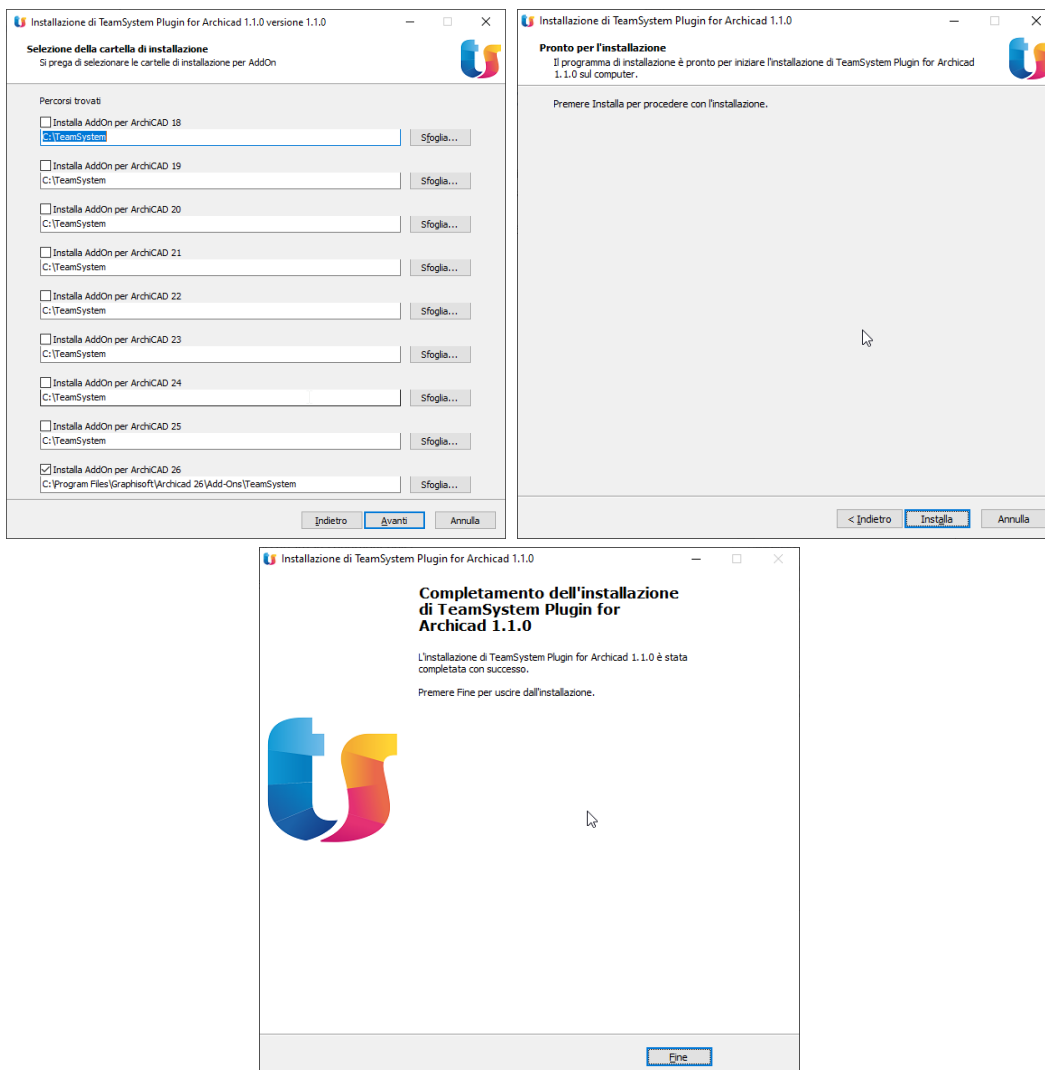 Installazione di TeamSystem Plugin for Archicad 1.1.0 versione 1.1.0
Selezione della cartella di installazione
Si prega di selezionare le cartelle di installazione per AddOn
Percorsi trovati
Installa AddOn per ArchiCAD 18
C:\TeamSystem
Sfoglia...
Installa AddOn per ArchiCAD 19
C:\TeamSystem
Sfoglia...
Installa AddOn per ArchiCAD 20
C:\TeamSystem
Sfoglia...
Installa AddOn per ArchiCAD 21
C:\TeamSystem
Sfoglia...
Installa AddOn per ArchiCAD 22
C:\TeamSystem
Sfoglia...
Installa AddOn per ArchiCAD 23
C:\TeamSystem
Sfoglia...
Installa AddOn per ArchiCAD 24
C:\TeamSystem
Sfoglia...
Installa AddOn per ArchiCAD 25
C:\TeamSystem
Sfoglia...
Installa AddOn per ArchiCAD 26
C:\Program Files\Graphisoft\Archicad 26\Add-Ons\TeamSystem
Sfoglia...
Indietro
Avanti
Annulla
Installazione di TeamSystem Plugin for Archicad 1.1.0
Pronto per l'installazione
Il programma di installazione è pronto per iniziare l'installazione di TeamSystem Plugin for Archicad
1.1.0 sul computer.
Premere Installa per procedere con l'installazione.
< Indietro
Installa
Annulla
Installazione di TeamSystem Plugin for Archicad 1.1.0
Completamento dell'installazione
di TeamSystem Plugin for
Archicad 1.1.0
L'installazione di TeamSystem Plugin for Archicad 1.1.0 è stata
completata con successo.
Premere Fine per uscire dall'installazione.
Fine